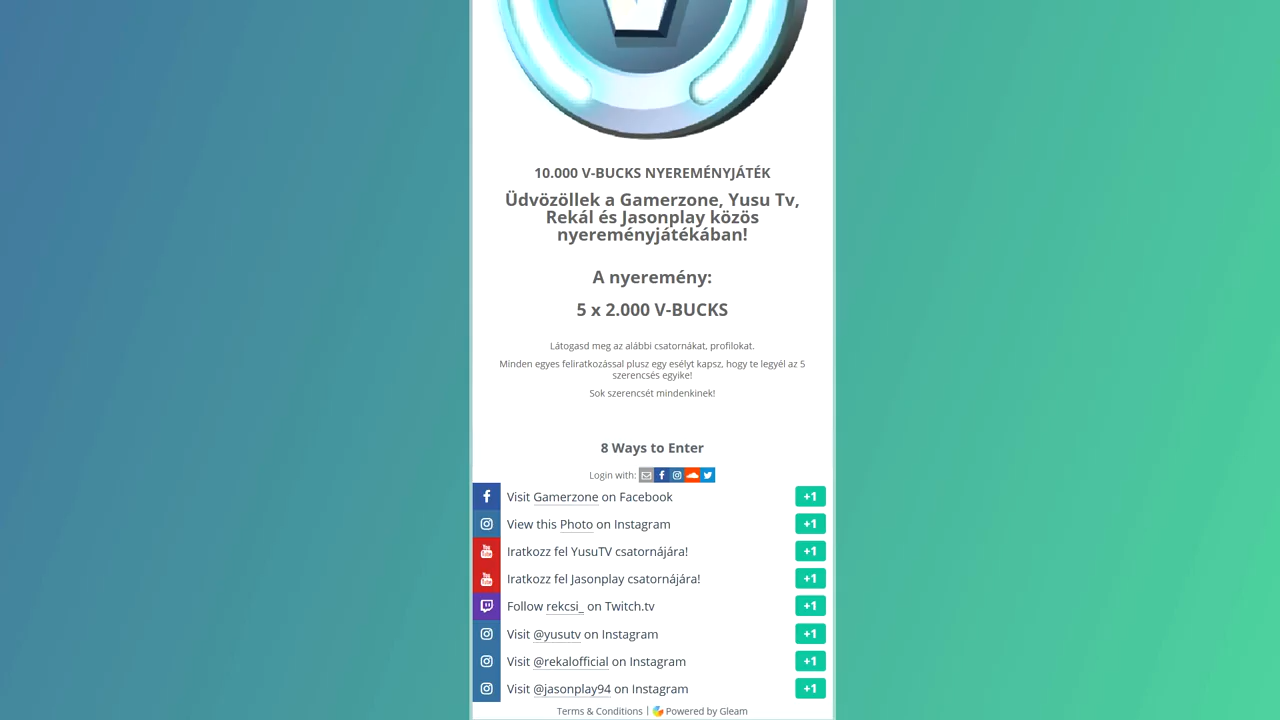 10.000 V-BUCKS NYEREMÉNYJÁTÉK
Üdvözöllek a Gamerzone, Yusu Tv,
Rekál és Jasonplay közös
nyereményjátékában!
A nyeremény:
5 x 2.000 V-BUCKS
Látogasd meg az alábbi csatornákat, profilokat.
Minden egyes feliratkozással plusz egy esélyt kapsz, hogy te legyél az 5
szerencsés egyike!
Sok szerencsét mindenkinek!
8 Ways to Enter
Login with:
Visit Gamerzone on Facebook +1
View this Photo on Instagram +1
Iratkozz fel YusuTV csatornájára! +1
Iratkozz fel Jasonplay csatornájára! +1
Follow rekcsi_ on Twitch.tv +1
Visit @yusutv on Instagram +1
Visit @rekalofficial on Instagram +1
Visit @jasonplay94 on Instagram +1
Terms & Conditions | Powered by Gleam